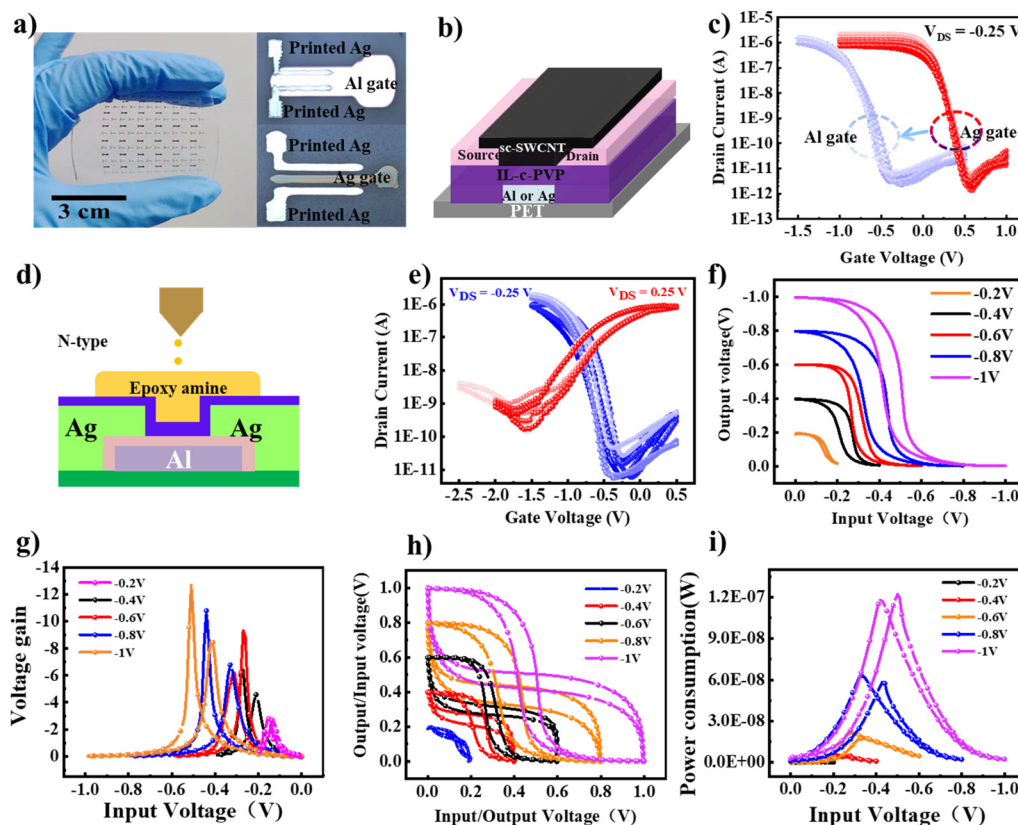 a)
Printed Ag
Al gate
Printed Ag
Printed Ag
Ag gate
Printed Ag
3 cm
b)
sc-SWCNT
Source
Drain
IL-c-PVP
Al or Ag
PET
c)
V_DS = -0.25 V
Al gate
Ag gate
Drain Current (A)
1E-5
1E-6
1E-7
1E-8
1E-9
1E-10
1E-11
1E-12
1E-13
-1.5 -1.0 -0.5 0.0 0.5 1.0
Gate Voltage (V)
d)
N-type
Epoxy amine
Ag
Ag
Al
e)
V_DS = -0.25 V
V_DS = 0.25 V
Drain Current (A)
1E-6
1E-8
1E-9
1E-10
1E-11
-2.5 -2.0 -1.5 -1.0 -0.5 0.0 0.5
Gate Voltage (V)
f)
Output voltage(V)
-1.0
-0.8
-0.6
-0.4
-0.2
0.0
-0.2V
-0.4V
-0.6V
-0.8V
-1V
0.0 -0.2 -0.4 -0.6 -0.8 -1.0
Input Voltage (V)
g)
Voltage gain
-14
-12
-10
-8
-6
-4
-2
0
-0.2V
-0.4V
-0.6V
-0.8V
-1V
-1.0 -0.8 -0.6 -0.4 -0.2 0.0
Input Voltage (V)
h)
Output/Input voltage(V)
1.0
0.8
0.6
0.4
0.2
0.0
-0.2V
-0.4V
-0.6V
-0.8V
-1V
0.0 0.2 0.4 0.6 0.8 1.0
Input/Output Voltage (V)
i)
Power consumption(W)
1.2E-07
9.0E-08
6.0E-08
3.0E-08
0.0E+00
-0.2V
-0.4V
-0.6V
-0.8V
-1V
0.0 -0.2 -0.4 -0.6 -0.8 -1.0
Input Voltage (V)